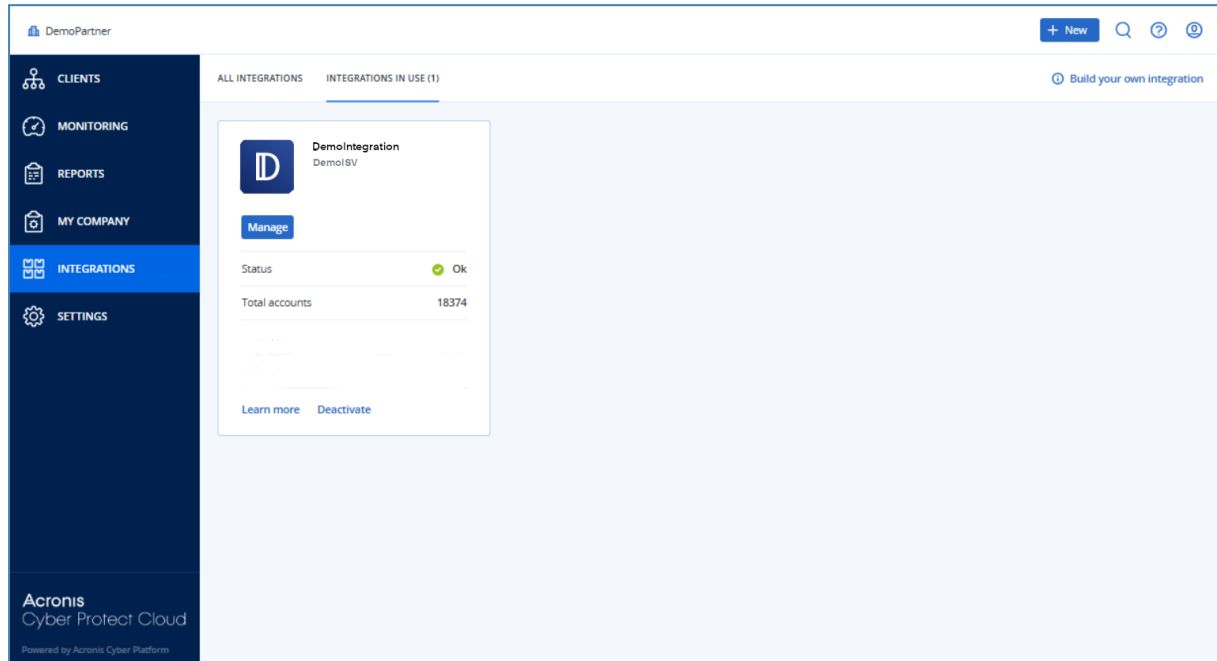 DemoPartner
+ New
CLIENTS
MONITORING
REPORTS
MY COMPANY
INTEGRATIONS
SETTINGS
Acronis
Cyber Protect Cloud
Powered by Acronis Cyber Platform
ALL INTEGRATIONS
INTEGRATIONS IN USE (1)
Build your own integration
D
DemoIntegration
DemoISV
Manage
Status
Ok
Total accounts
18374
Learn more
Deactivate